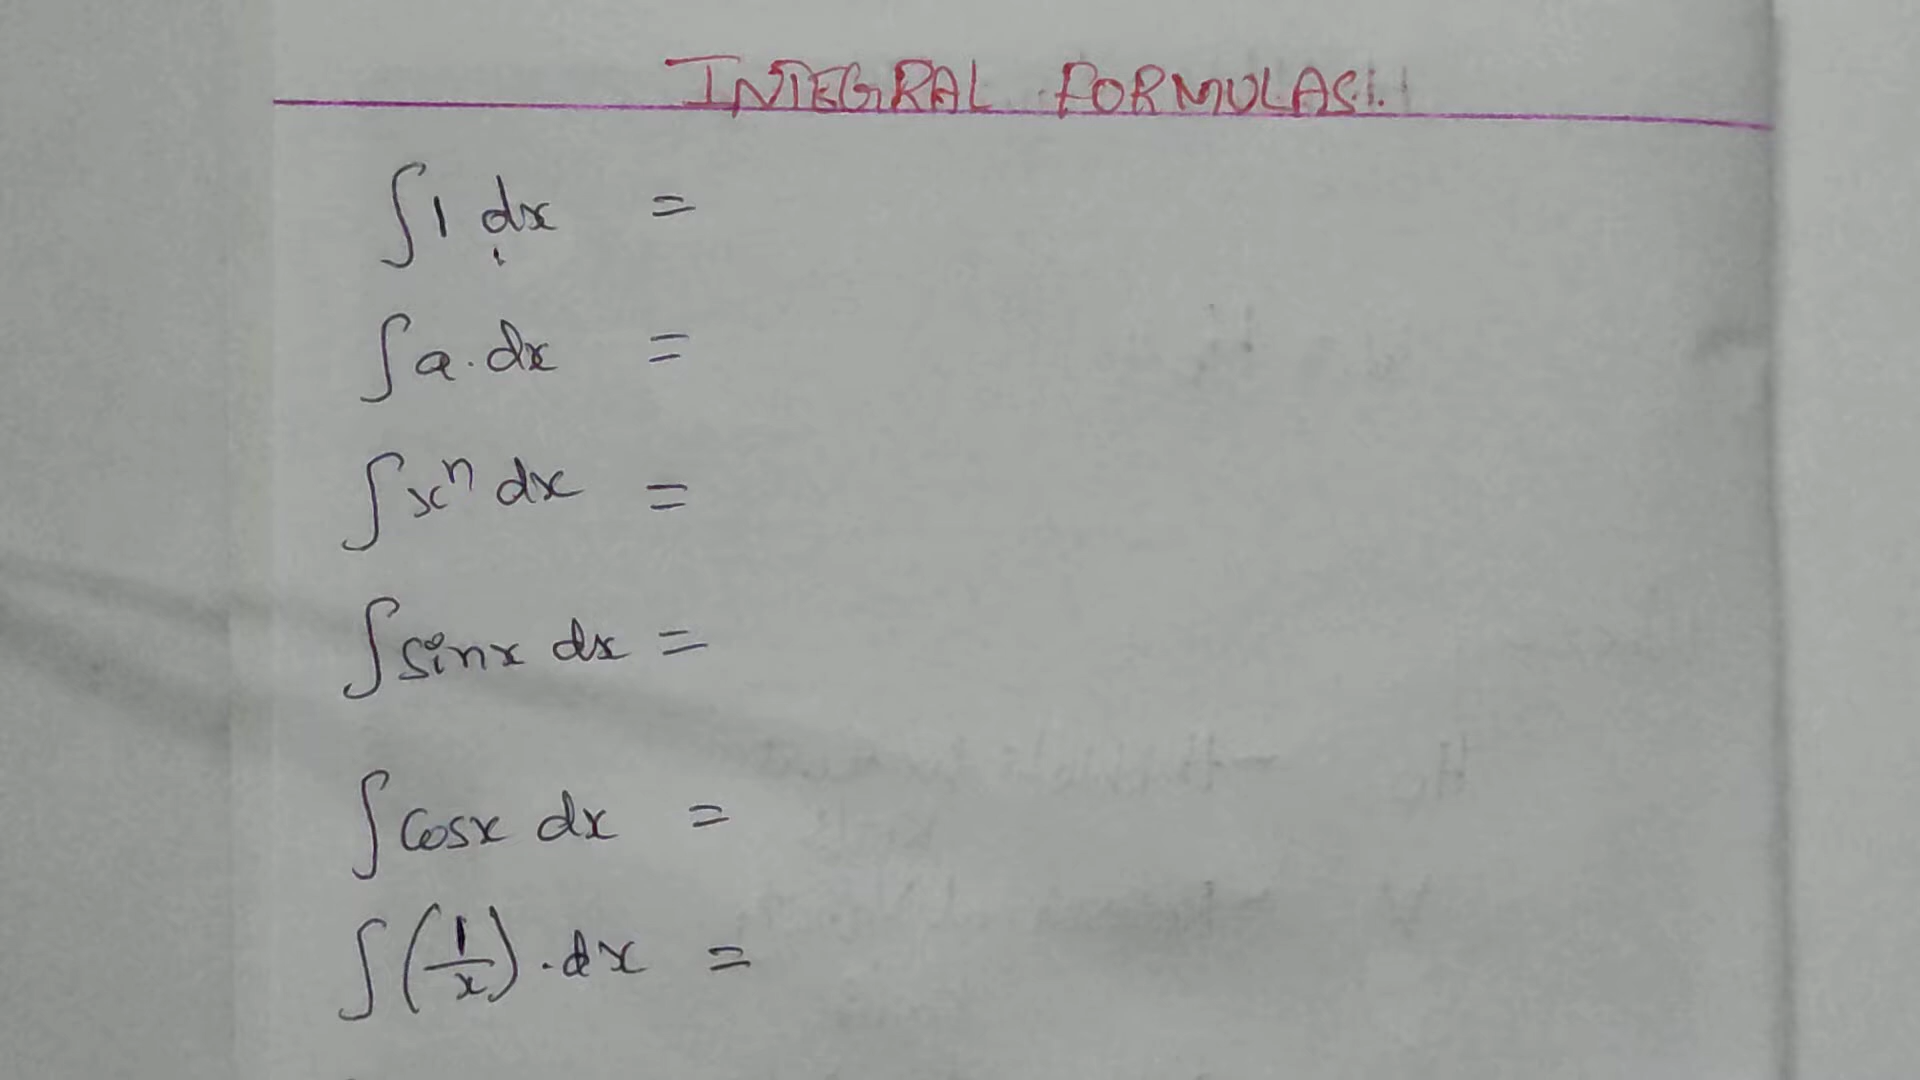 INTEGRAL FORMULAS:.
∫1 dx =
∫a.dx =
∫xⁿ dx =
∫sinx dx =
∫cosx dx =
∫(1/x).dx =